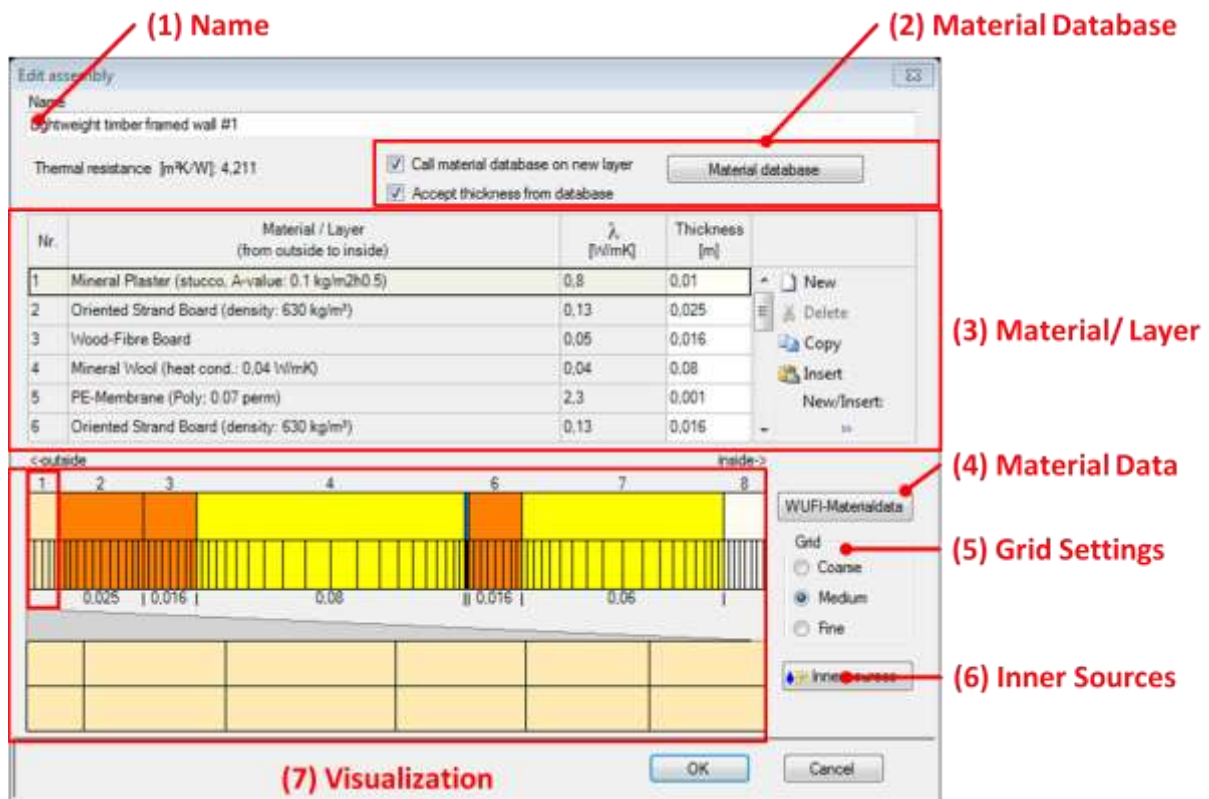 (1) Name
(2) Material Database
Edit assembly
Name
Lightweight timber framed wall #1
Thermal resistance [m²K/W]: 4,211
Call material database on new layer
Material database
Accept thickness from database
Nr.
Material / Layer
(from outside to inside)
λ
[W/mK]
Thickness
[m]
1 Mineral Plaster (stucco, A-value: 0.1 kg/m2h0.5) 0,8 0,01
2 Oriented Strand Board (density: 630 kg/m³) 0,13 0,025
3 Wood-Fibre Board 0,05 0,016
4 Mineral Wool (heat cond.: 0,04 W/mK) 0,04 0,08
5 PE-Membrane (Poly; 0.07 perm) 2,3 0,001
6 Oriented Strand Board (density: 630 kg/m³) 0,13 0,016
New
Delete
Copy
Insert
New/Insert:
(3) Material/ Layer
<-outside inside->
1 2 3 4 6 7 8
0,025 0,016 0,08 0,016 0,06
(4) Material Data
WUFI-Materialdata
(5) Grid Settings
Grid
Coarse
Medium
Fine
(6) Inner Sources
Inner sources
(7) Visualization
OK
Cancel